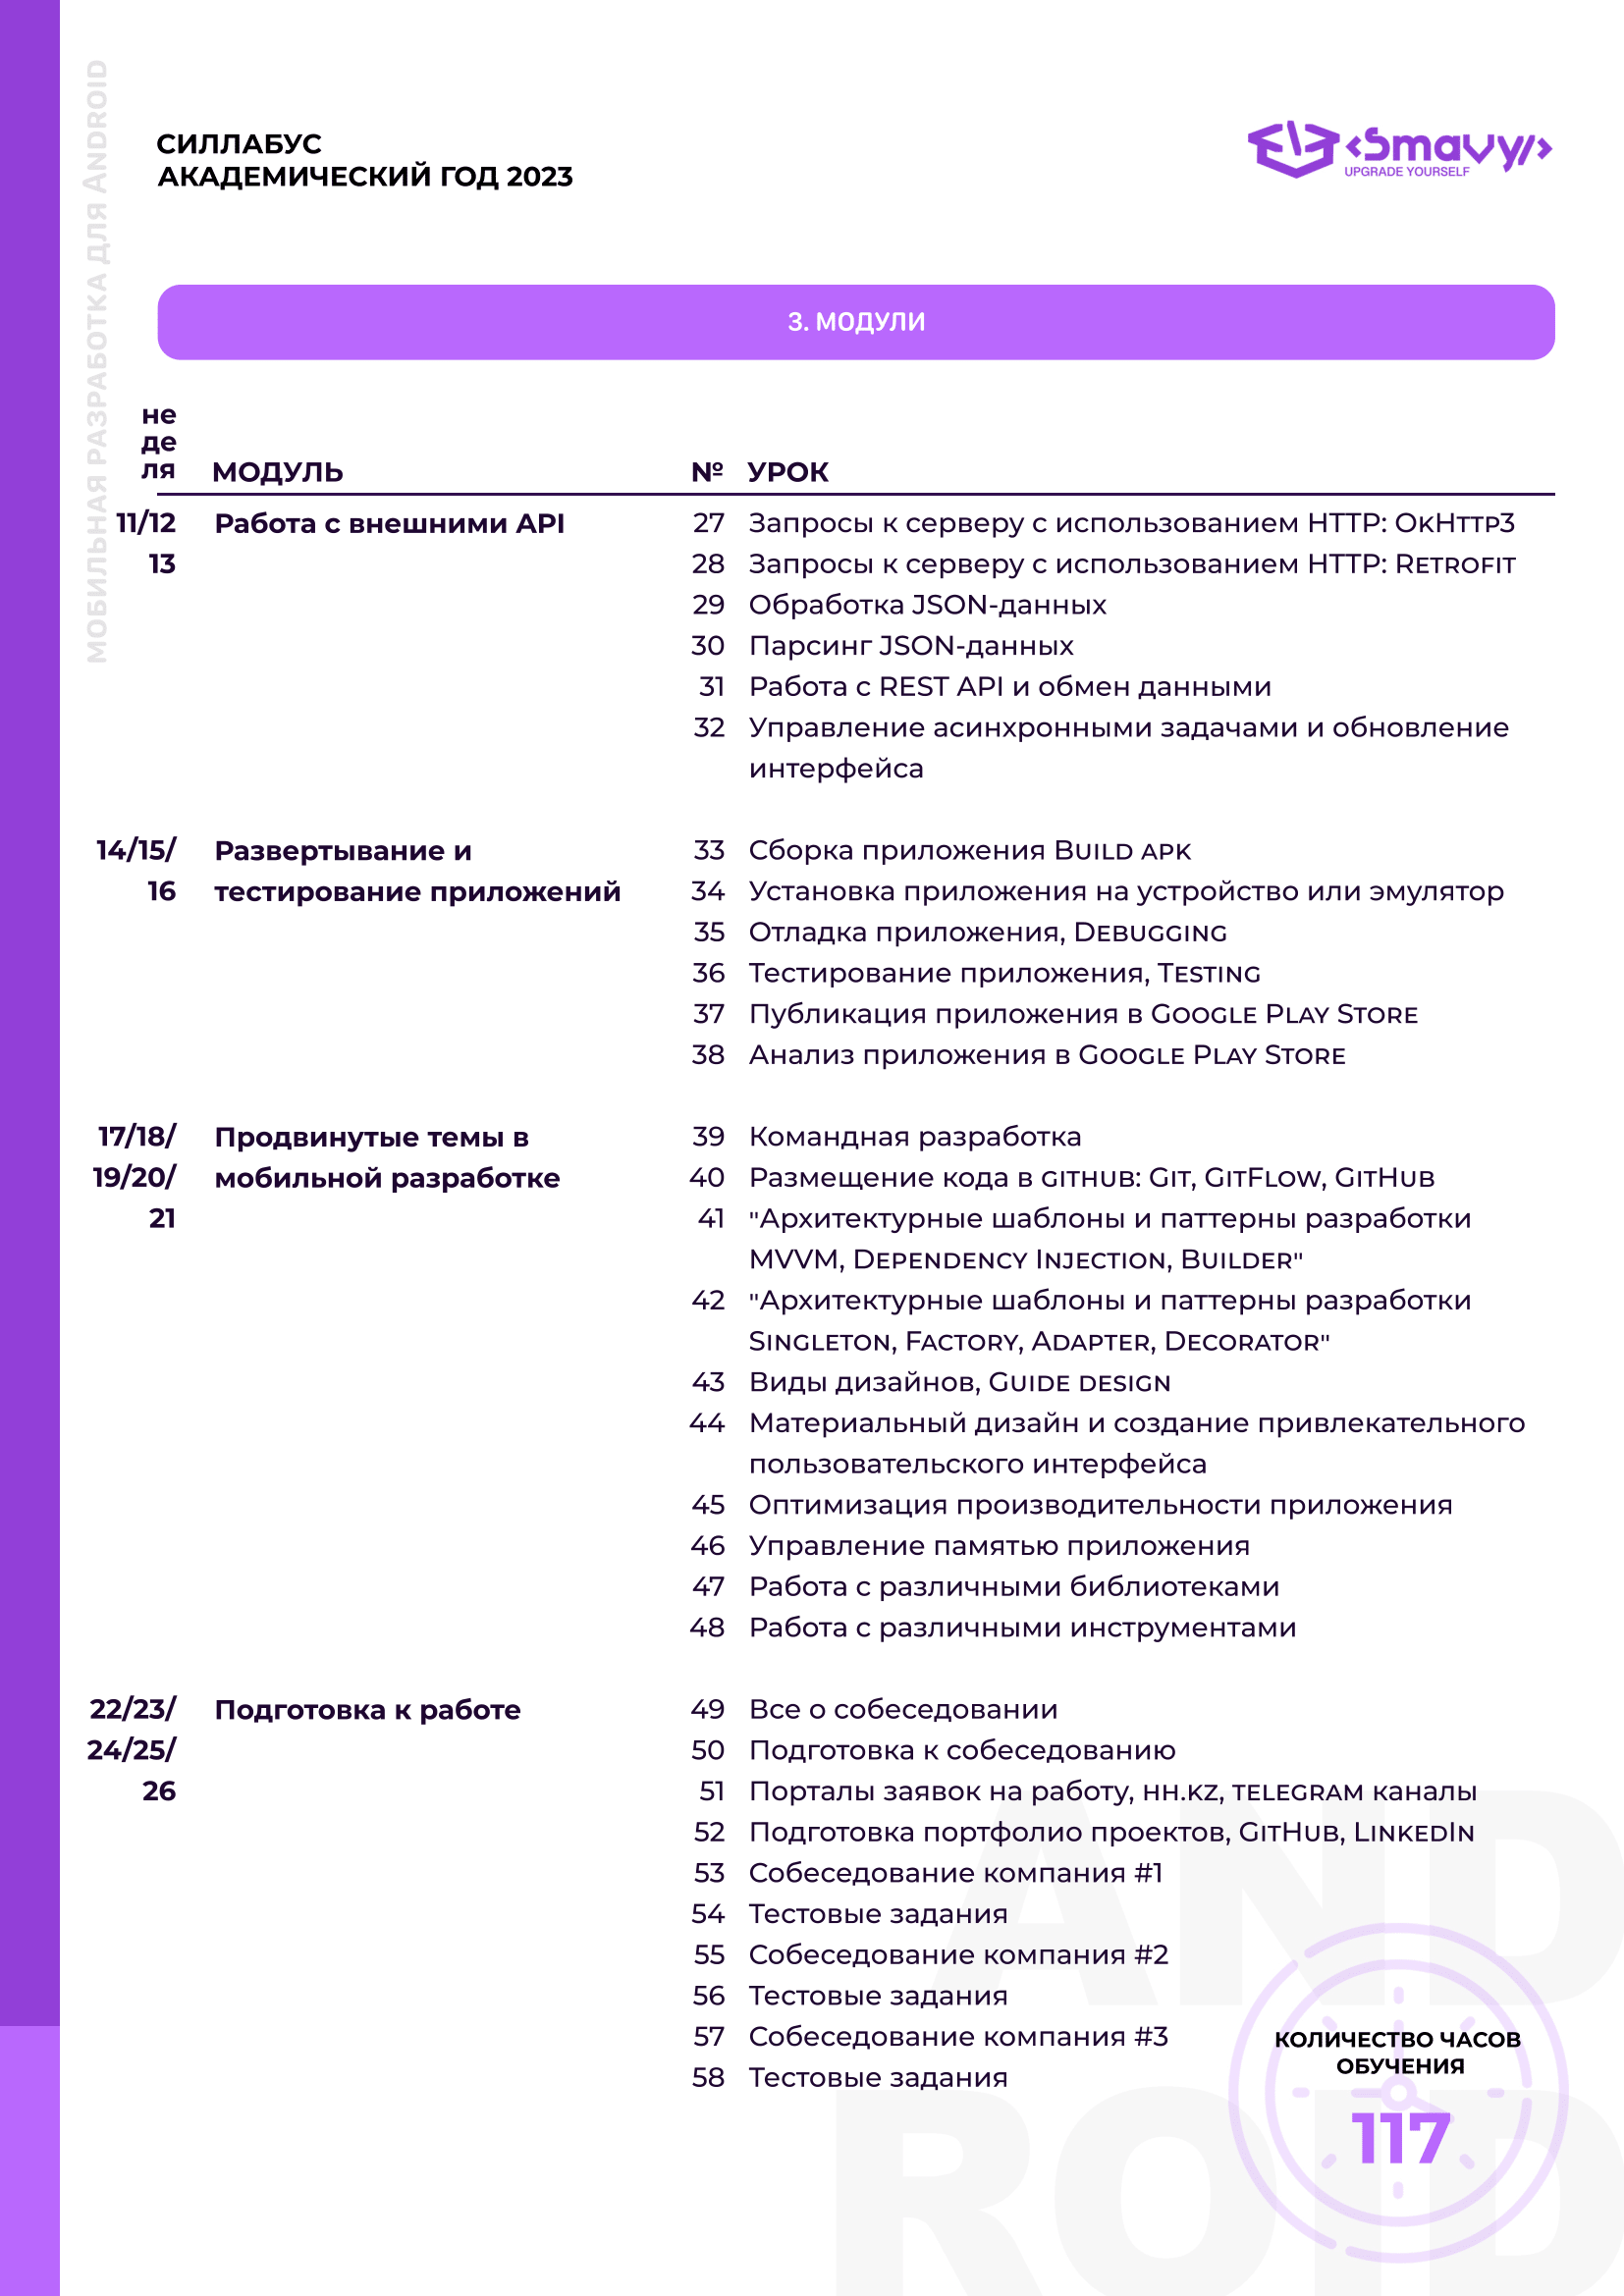 МОБИЛЬНАЯ РАЗРАБОТКА ДЛЯ ANDROID
СИЛЛАБУС
АКАДЕМИЧЕСКИЙ ГОД 2023
<Smavy/>
UPGRADE YOURSELF
3. МОДУЛИ
не
де
ля МОДУЛЬ № УРОК
11/12 Работа с внешними API 27 Запросы к серверу с использованием HTTP: OkHttp3
13 28 Запросы к серверу с использованием HTTP: Retrofit
29 Обработка JSON-данных
30 Парсинг JSON-данных
31 Работа с REST API и обмен данными
32 Управление асинхронными задачами и обновление
интерфейса
14/15/ Развертывание и 33 Сборка приложения Build apk
16 тестирование приложений 34 Установка приложения на устройство или эмулятор
35 Отладка приложения, Debugging
36 Тестирование приложения, Testing
37 Публикация приложения в Google Play Store
38 Анализ приложения в Google Play Store
17/18/ Продвинутые темы в 39 Командная разработка
19/20/ мобильной разработке 40 Размещение кода в github: Git, GitFlow, GitHub
21 41 "Архитектурные шаблоны и паттерны разработки
MVVM, Dependency Injection, Builder"
42 "Архитектурные шаблоны и паттерны разработки
Singleton, Factory, Adapter, Decorator"
43 Виды дизайнов, Guide design
44 Материальный дизайн и создание привлекательного
пользовательского интерфейса
45 Оптимизация производительности приложения
46 Управление памятью приложения
47 Работа с различными библиотеками
48 Работа с различными инструментами
22/23/ Подготовка к работе 49 Все о собеседовании
24/25/ 50 Подготовка к собеседованию
26 51 Порталы заявок на работу, hh.kz, telegram каналы
52 Подготовка портфолио проектов, GitHub, LinkedIn
53 Собеседование компания #1
54 Тестовые задания
55 Собеседование компания #2
56 Тестовые задания
57 Собеседование компания #3
58 Тестовые задания
КОЛИЧЕСТВО ЧАСОВ
ОБУЧЕНИЯ
117
AND
ROID